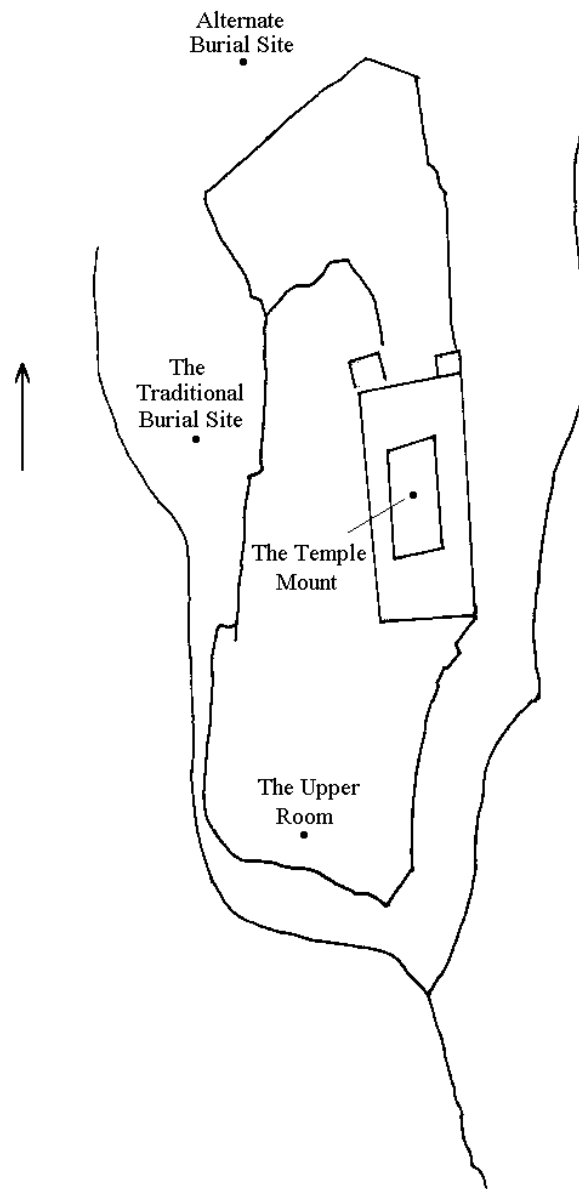 Alternate
Burial Site
The
Traditional
Burial Site
The Temple
Mount
The Upper
Room